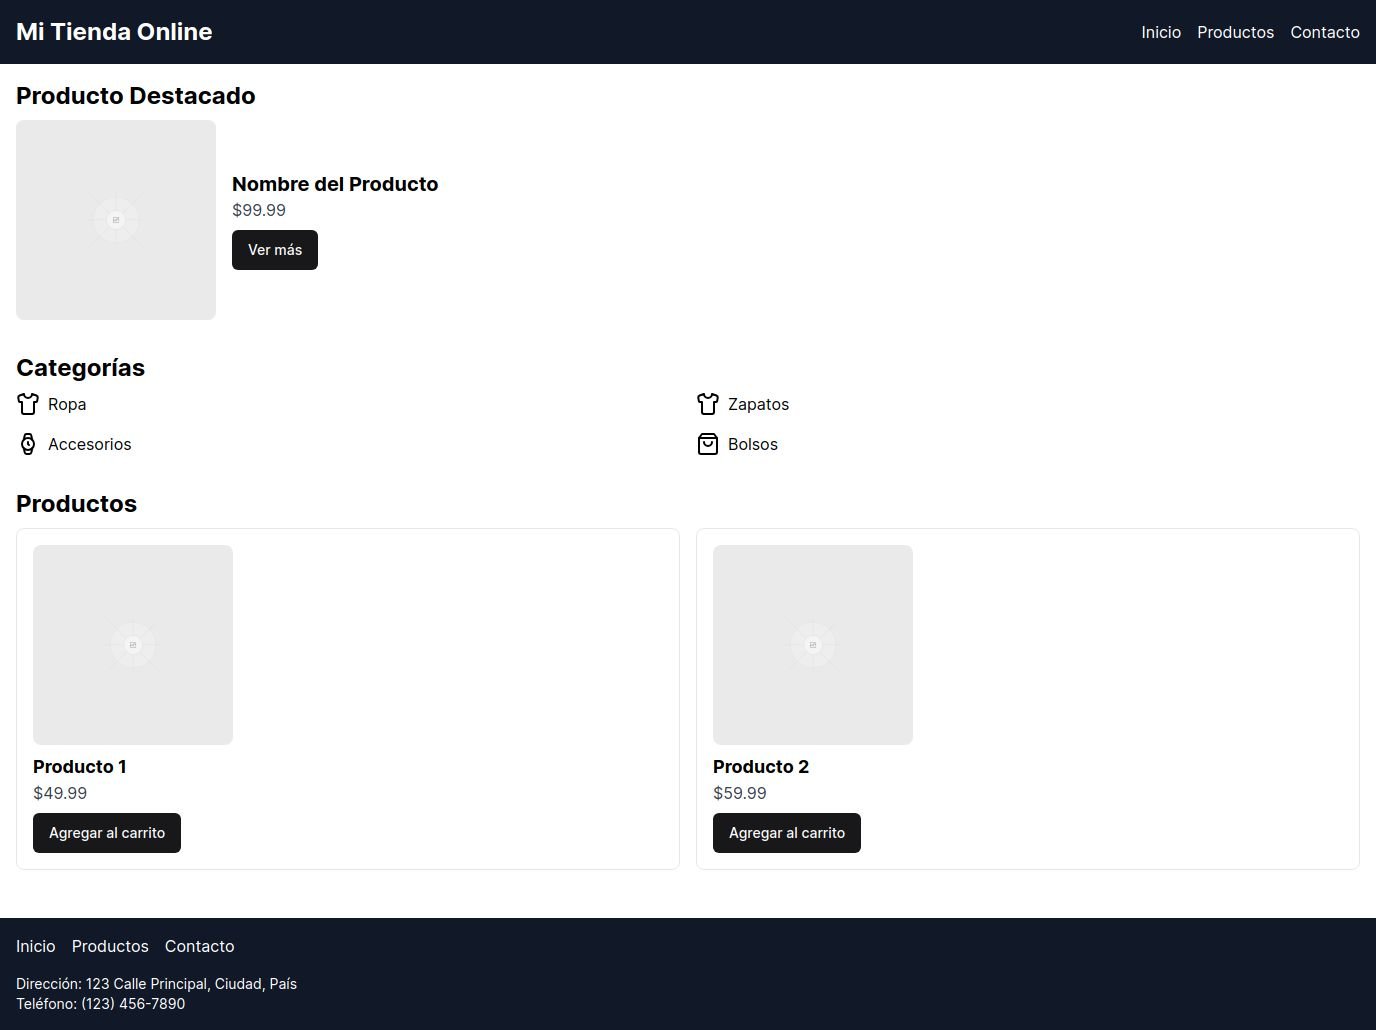 Mi Tienda Online
Inicio Productos Contacto
Producto Destacado
Nombre del Producto
$99.99
Ver más
Categorías
Ropa
Zapatos
Accesorios
Bolsos
Productos
Producto 1
$49.99
Agregar al carrito
Producto 2
$59.99
Agregar al carrito
Inicio Productos Contacto
Dirección: 123 Calle Principal, Ciudad, País
Teléfono: (123) 456-7890